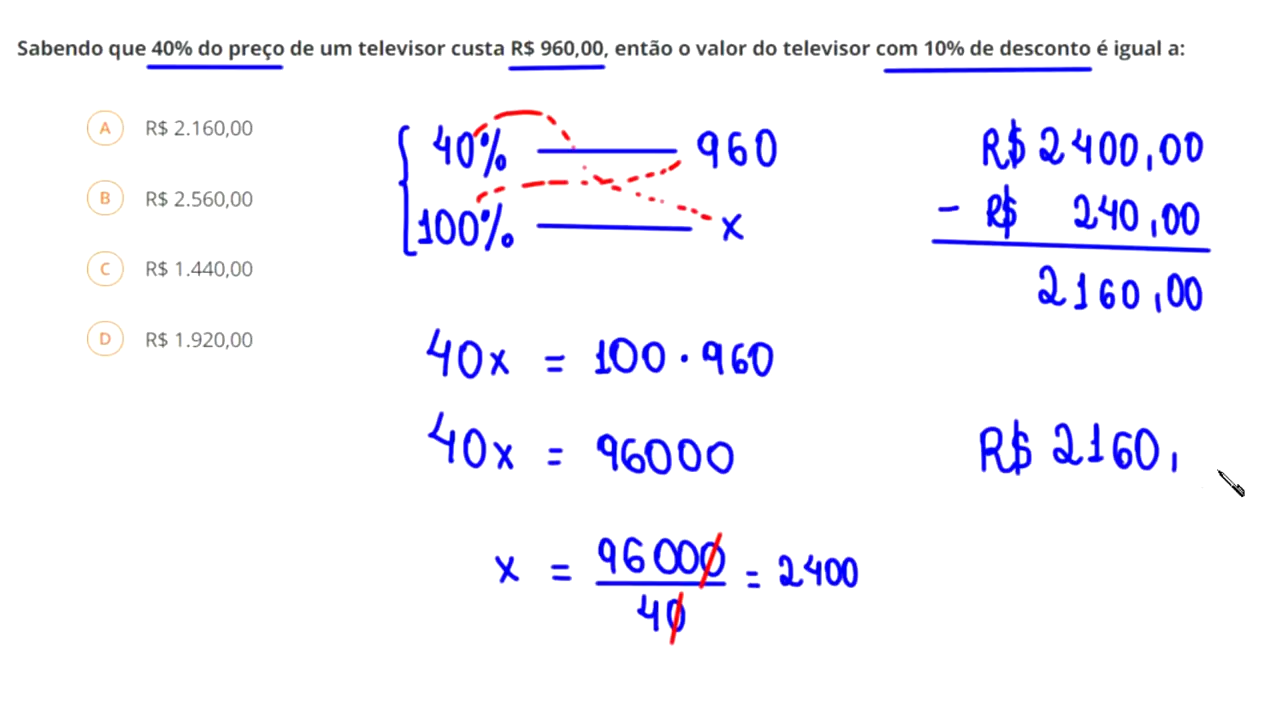 Sabendo que 40% do preço de um televisor custa R$ 960,00, então o valor do televisor com 10% de desconto é igual a:
A R$ 2.160,00
B R$ 2.560,00
C R$ 1.440,00
D R$ 1.920,00
40% 960
100% x
40x = 100 · 960
40x = 96000
x = 96000/40 = 2400
R$ 2400,00
- R$ 240,00
2160,00
R$ 2160,